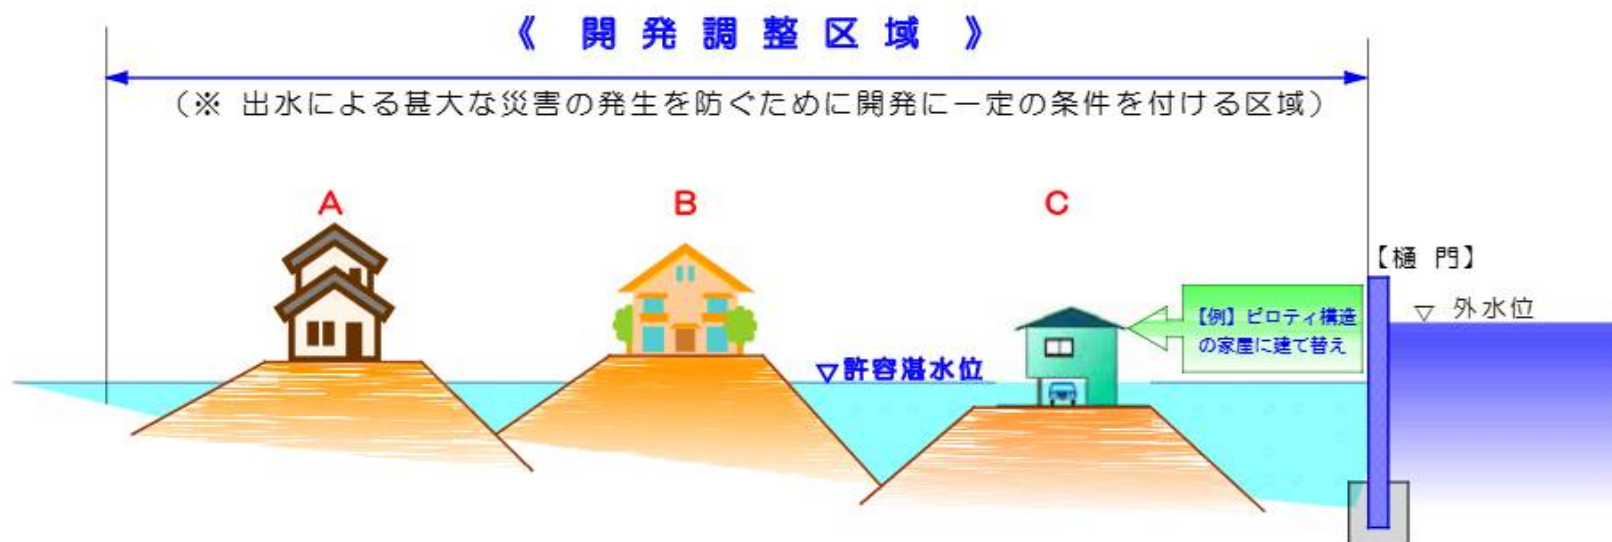 《 開発調整区域 》
（※ 出水による甚大な災害の発生を防ぐために開発に一定の条件を付ける区域）
A
B
C
【樋 門】
▽ 外水位
【例】ピロティ構造
の家屋に建て替え
▽許容湛水位